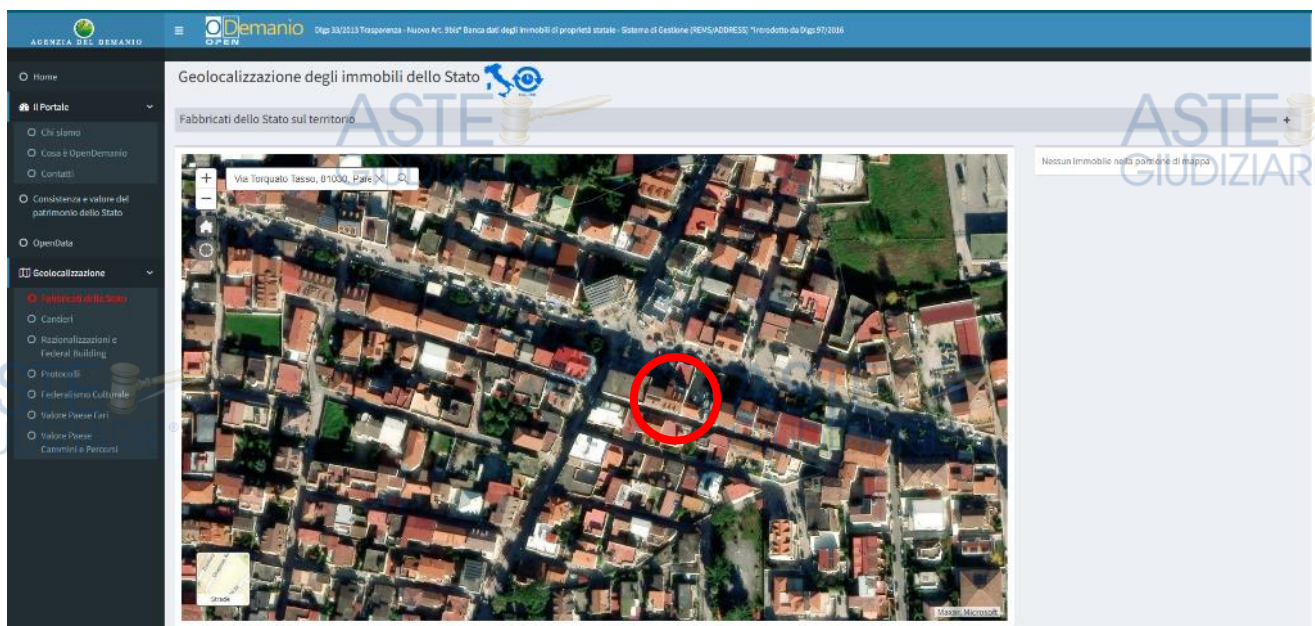 AGENZIA DEL DEMANIO
OPEN Demanio
Dlgs 33/2013 Trasparenza - Nuovo Art. 9bis* Banca dati degli immobili di proprietà statale - Sistema di Gestione (REMS/ADDRESS) *Introdotto da Dlgs 97/2016
Home
Il Portale
Chi siamo
Cosa è OpenDemanio
Contatti
Consistenza e valore del
patrimonio dello Stato
OpenData
Geolocalizzazione
Fabbricati dello Stato
Cantieri
Razionalizzazioni e
Federal Building
Protocolli
Federalismo Culturale
Valore Paese Fari
Valore Paese
Cammini e Percorsi
Geolocalizzazione degli immobili dello Stato
Fabbricati dello Stato sul territorio
+
+
Via Torquato Tasso, 81030, Pare
−
Strade
Maxar, Microsoft
Nessun immobile nella porzione di mappa
ASTE
ASTE
GIUDIZIAR